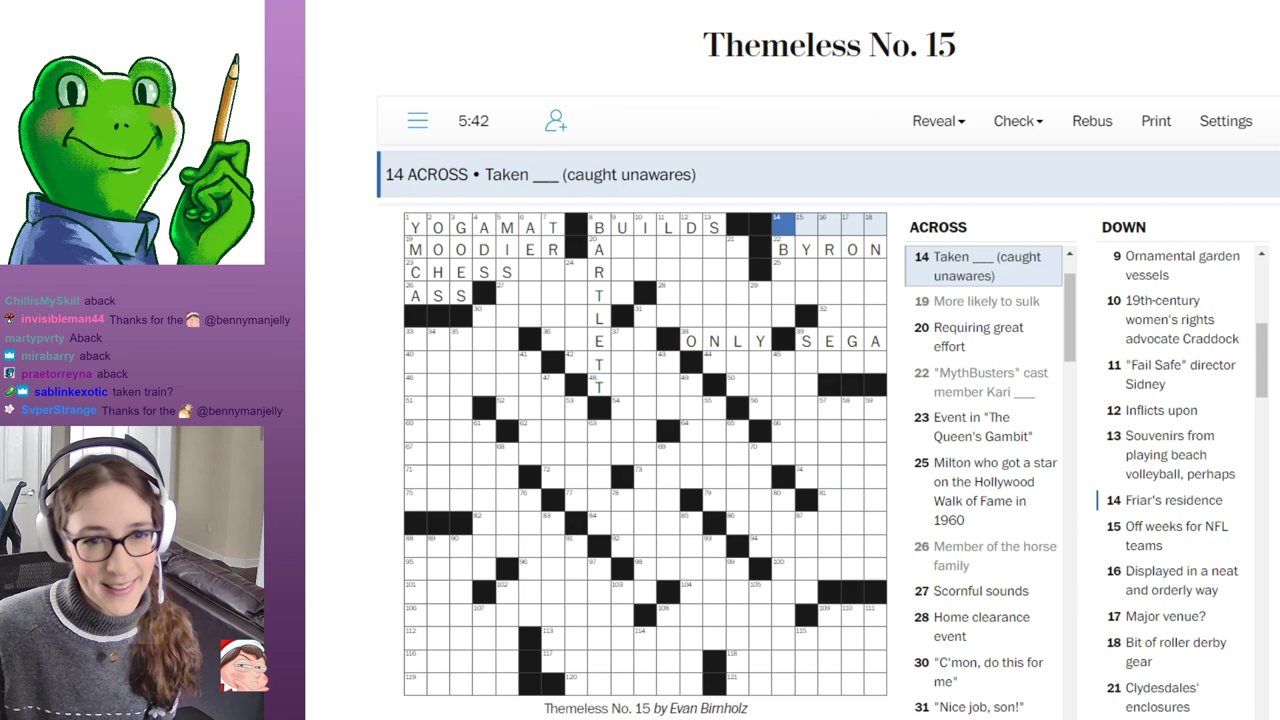 Themeless No. 15
5:42
Reveal
Check
Rebus
Print
Settings
14 ACROSS • Taken ___ (caught unawares)
YOGAMAT BUILDS
MOODIER A BYRON
CHESS R
ASS T
L
E ONLY SEGA
T
T
ACROSS
14 Taken ___ (caught
unawares)
19 More likely to sulk
20 Requiring great
effort
22 "MythBusters" cast
member Kari ___
23 Event in "The
Queen's Gambit"
25 Milton who got a star
on the Hollywood
Walk of Fame in
1960
26 Member of the horse
family
27 Scornful sounds
28 Home clearance
event
30 "C'mon, do this for
me"
31 "Nice job, son!"
DOWN
9 Ornamental garden
vessels
10 19th-century
women's rights
advocate Craddock
11 "Fail Safe" director
Sidney
12 Inflicts upon
13 Souvenirs from
playing beach
volleyball, perhaps
14 Friar's residence
15 Off weeks for NFL
teams
16 Displayed in a neat
and orderly way
17 Major venue?
18 Bit of roller derby
gear
21 Clydesdales'
enclosures
Themeless No. 15 by Evan Birnholz
ChillisMySkill aback
invisibleman44 Thanks for the @bennymanjelly
martypvrty Aback
mirabarry aback
praetorreyna aback
sablinkexotic taken train?
SvperStrange Thanks for the @bennymanjelly